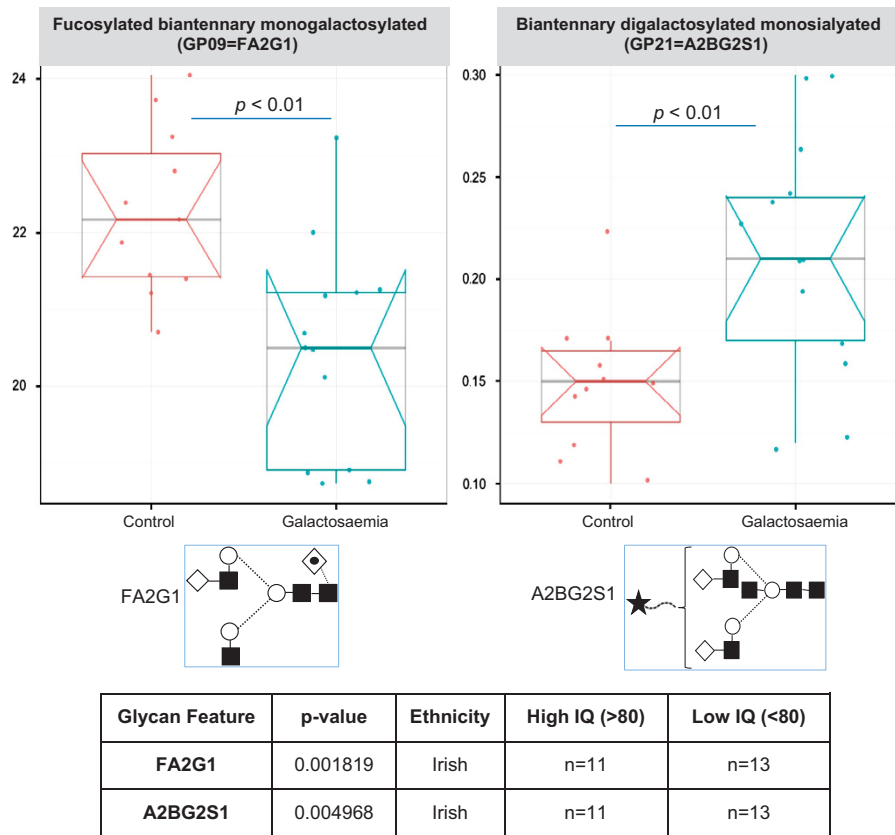 Fucosylated biantennary monogalactosylated
(GP09=FA2G1)
24
22
20
p < 0.01
Control
Galactosaemia
Biantennary digalactosylated monosialyated
(GP21=A2BG2S1)
0.30
0.25
0.20
0.15
0.10
p < 0.01
Control
Galactosaemia
FA2G1
A2BG2S1
Glycan Feature p-value Ethnicity High IQ (>80) Low IQ (<80)
FA2G1 0.001819 Irish n=11 n=13
A2BG2S1 0.004968 Irish n=11 n=13